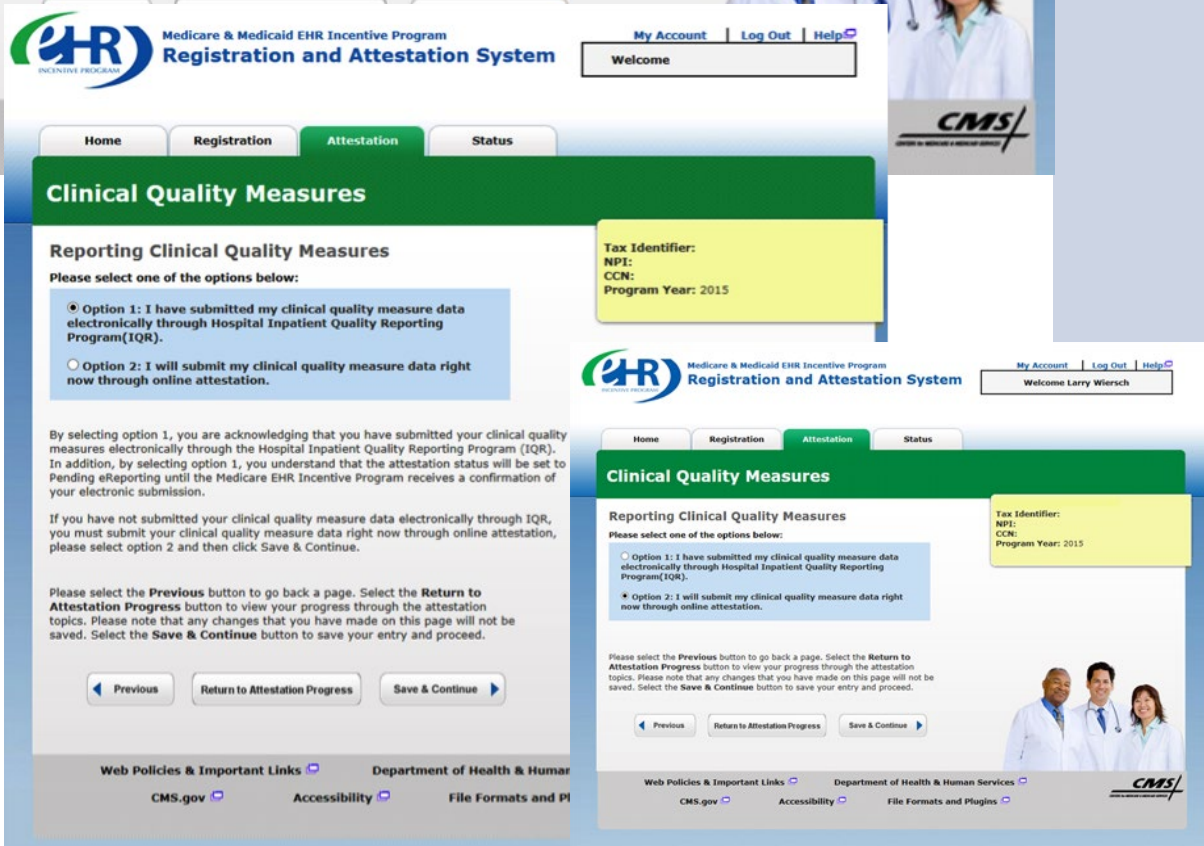 eHR
INCENTIVE PROGRAM
Medicare & Medicaid EHR Incentive Program
Registration and Attestation System
My Account | Log Out | Help
Welcome
Home Registration Attestation Status
CMS
CENTERS for MEDICARE & MEDICAID SERVICES
Clinical Quality Measures
Reporting Clinical Quality Measures
Please select one of the options below:
Option 1: I have submitted my clinical quality measure data
electronically through Hospital Inpatient Quality Reporting
Program(IQR).
Option 2: I will submit my clinical quality measure data right
now through online attestation.
Tax Identifier:
NPI:
CCN:
Program Year: 2015
By selecting option 1, you are acknowledging that you have submitted your clinical quality
measures electronically through the Hospital Inpatient Quality Reporting Program (IQR).
In addition, by selecting option 1, you understand that the attestation status will be set to
Pending eReporting until the Medicare EHR Incentive Program receives a confirmation of
your electronic submission.
If you have not submitted your clinical quality measure data electronically through IQR,
you must submit your clinical quality measure data right now through online attestation,
please select option 2 and then click Save & Continue.
Please select the Previous button to go back a page. Select the Return to
Attestation Progress button to view your progress through the attestation
topics. Please note that any changes that you have made on this page will not be
saved. Select the Save & Continue button to save your entry and proceed.
Previous Return to Attestation Progress Save & Continue
Web Policies & Important Links Department of Health & Human
CMS.gov Accessibility File Formats and Pl
eHR
INCENTIVE PROGRAM
Medicare & Medicaid EHR Incentive Program
Registration and Attestation System
My Account | Log Out | Help
Welcome Larry Wiersch
Home Registration Attestation Status
Clinical Quality Measures
Reporting Clinical Quality Measures
Please select one of the options below:
Option 1: I have submitted my clinical quality measure data
electronically through Hospital Inpatient Quality Reporting
Program(IQR).
Option 2: I will submit my clinical quality measure data right
now through online attestation.
Tax Identifier:
NPI:
CCN:
Program Year: 2015
Please select the Previous button to go back a page. Select the Return to
Attestation Progress button to view your progress through the attestation
topics. Please note that any changes that you have made on this page will not be
saved. Select the Save & Continue button to save your entry and proceed.
Previous Return to Attestation Progress Save & Continue
Web Policies & Important Links Department of Health & Human Services
CMS.gov Accessibility File Formats and Plugins
CMS